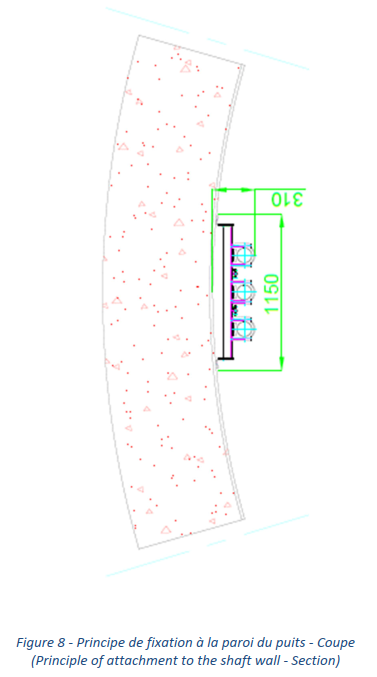 310
1150
Figure 8 - Principe de fixation à la paroi du puits - Coupe
(Principle of attachment to the shaft wall - Section)